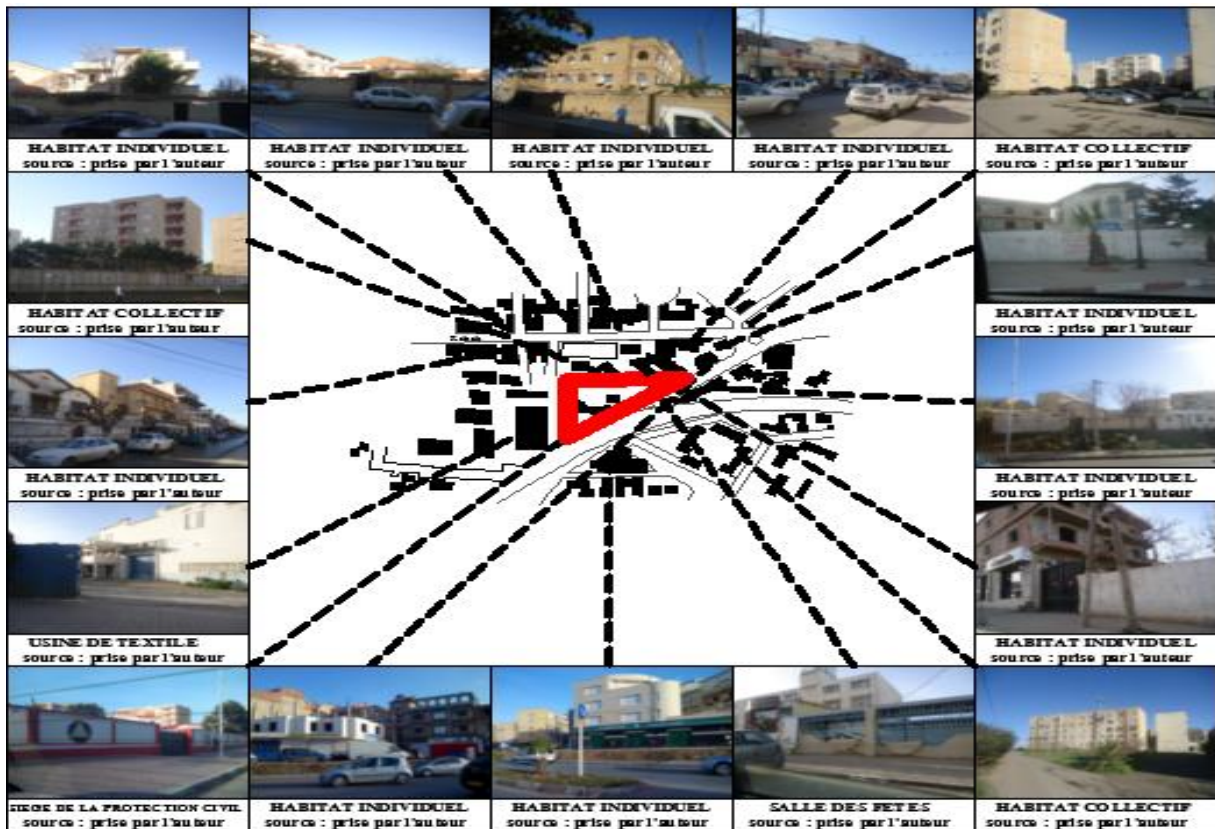 HABITAT INDIVIDUEL
source : prise par l'auteur
HABITAT INDIVIDUEL
source : prise par l'auteur
HABITAT INDIVIDUEL
source : prise par l'auteur
HABITAT INDIVIDUEL
source : prise par l'auteur
HABITAT COLLECTIF
source : prise par l'auteur
HABITAT COLLECTIF
source : prise par l'auteur
HABITAT INDIVIDUEL
source : prise par l'auteur
HABITAT INDIVIDUEL
source : prise par l'auteur
HABITAT INDIVIDUEL
source : prise par l'auteur
USINE DE TEXTILE
source : prise par l'auteur
HABITAT INDIVIDUEL
source : prise par l'auteur
SIEGE DE LA PROTECTION CIVIL
source : prise par l'auteur
HABITAT INDIVIDUEL
source : prise par l'auteur
HABITAT INDIVIDUEL
source : prise par l'auteur
SALLE DES FETES
source : prise par l'auteur
HABITAT COLLECTIF
source : prise par l'auteur